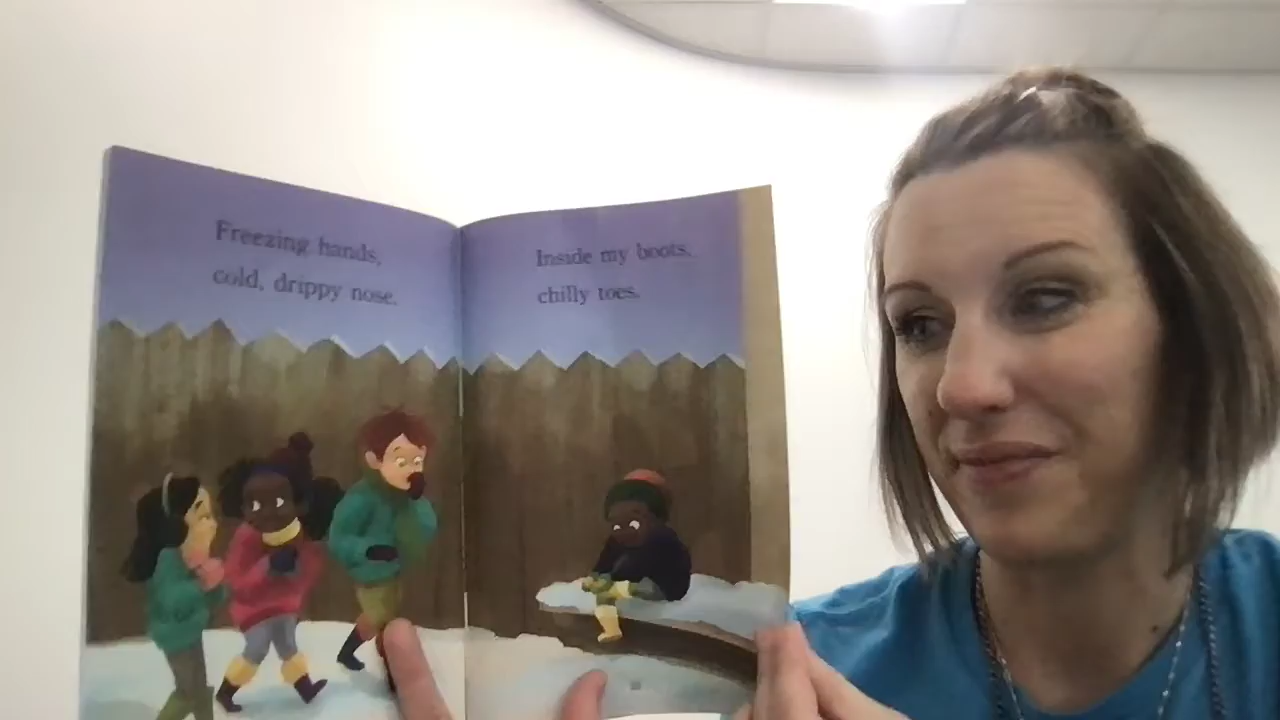 Freezing hands,
cold, drippy nose.
Inside my boots,
chilly toes.